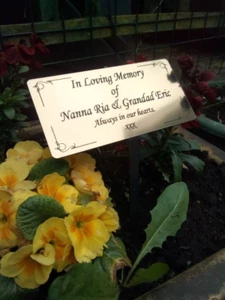 In Loving Memory
of
Nanna Ria & Grandad Eric
Always in our hearts.
xxx